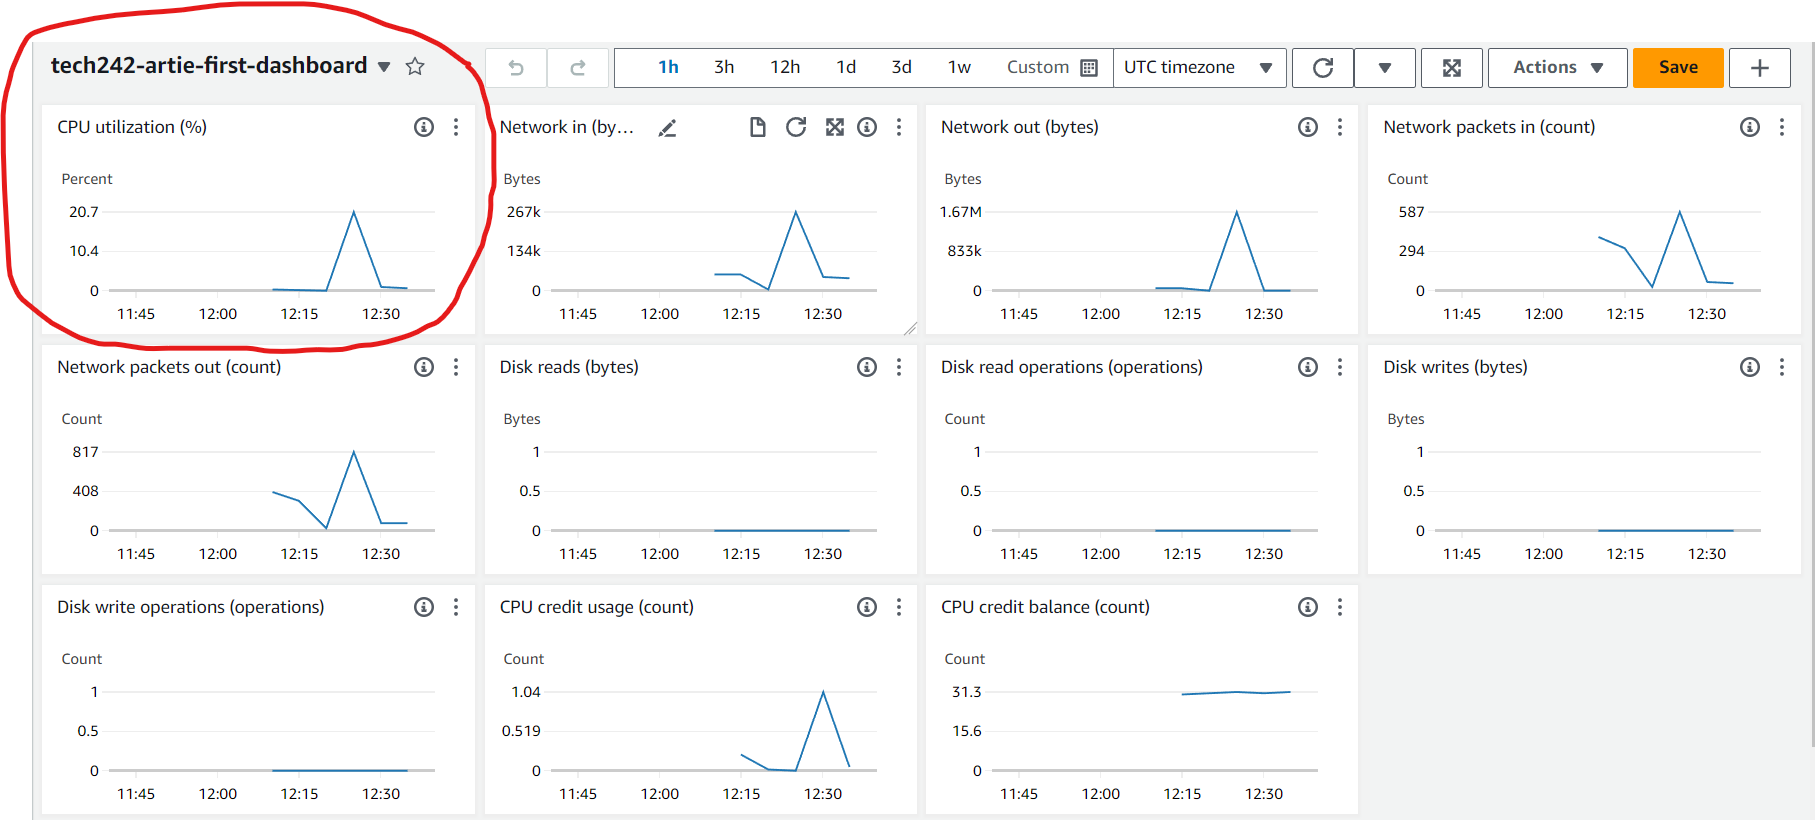 tech242-artie-first-dashboard
1h 3h 12h 1d 3d 1w Custom UTC timezone Actions Save
CPU utilization (%)
Percent
20.7
10.4
0
11:45 12:00 12:15 12:30
Network in (by...
Bytes
267k
134k
0
11:45 12:00 12:15 12:30
Network out (bytes)
Bytes
1.67M
833k
0
11:45 12:00 12:15 12:30
Network packets in (count)
Count
587
294
0
11:45 12:00 12:15 12:30
Network packets out (count)
Count
817
408
0
11:45 12:00 12:15 12:30
Disk reads (bytes)
Bytes
1
0.5
0
11:45 12:00 12:15 12:30
Disk read operations (operations)
Count
1
0.5
0
11:45 12:00 12:15 12:30
Disk writes (bytes)
Bytes
1
0.5
0
11:45 12:00 12:15 12:30
Disk write operations (operations)
Count
1
0.5
0
11:45 12:00 12:15 12:30
CPU credit usage (count)
Count
1.04
0.519
0
11:45 12:00 12:15 12:30
CPU credit balance (count)
Count
31.3
15.6
0
11:45 12:00 12:15 12:30